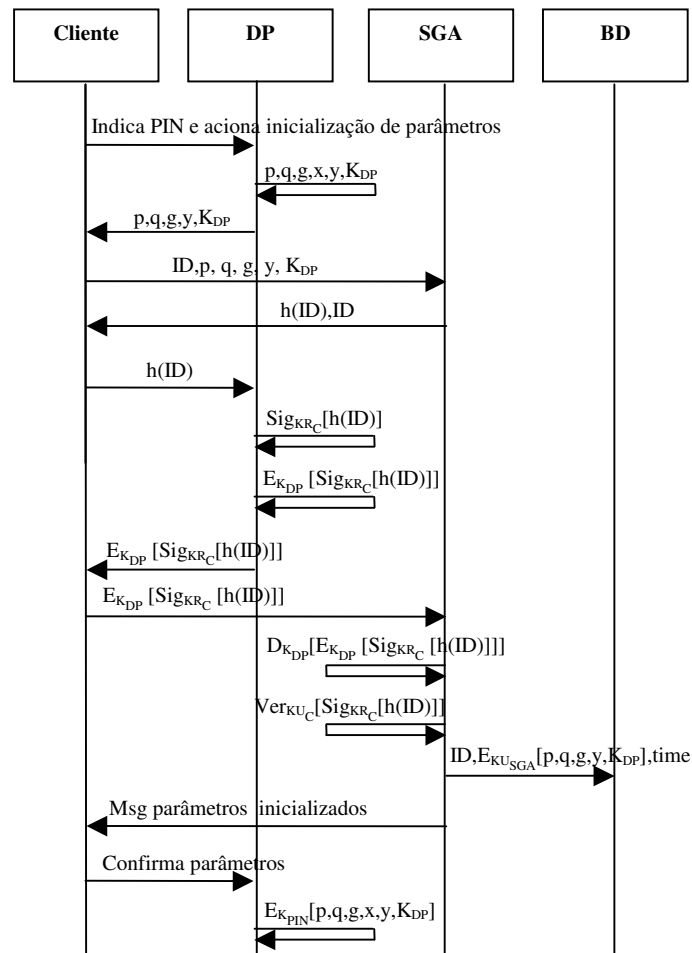 Cliente
DP
SGA
BD
Indica PIN e aciona inicialização de parâmetros
p,q,g,x,y,K_DP
p,q,g,y,K_DP
ID,p, q, g, y, K_DP
h(ID),ID
h(ID)
Sig_KR_C[h(ID)]
E_K_DP [Sig_KR_C[h(ID)]]
E_K_DP [Sig_KR_C[h(ID)]]
E_K_DP [Sig_KR_C [h(ID)]]
D_K_DP[E_K_DP [Sig_KR_C [h(ID)]]]
Ver_KU_C[Sig_KR_C[h(ID)]]
ID,E_KU_SGA[p,q,g,y,K_DP],time
Msg parâmetros inicializados
Confirma parâmetros
E_K_PIN[p,q,g,x,y,K_DP]